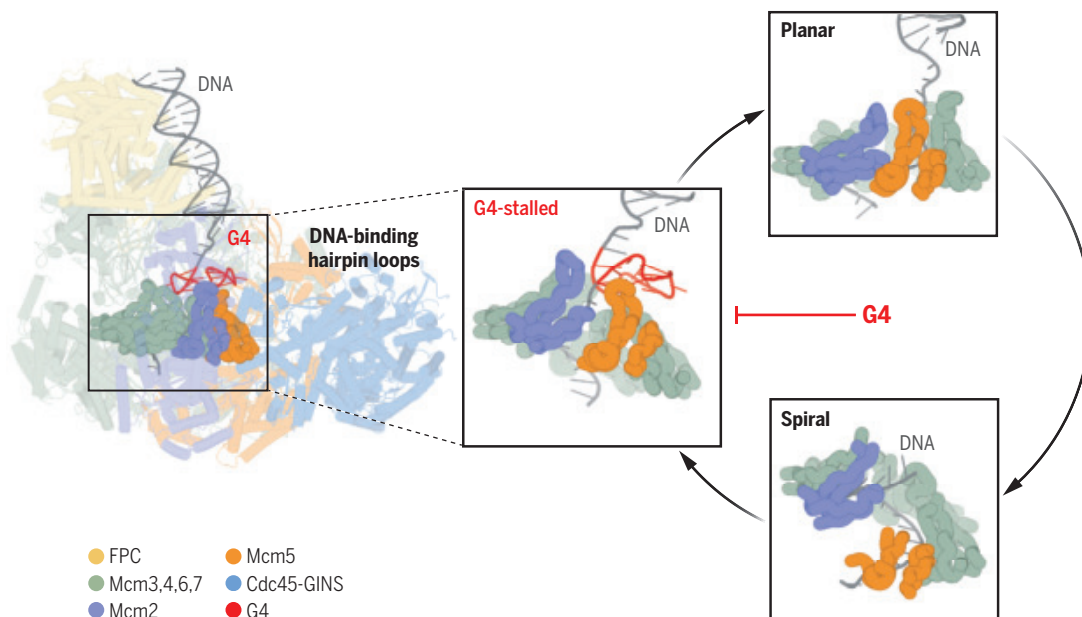 DNA
G4
DNA-binding
hairpin loops
G4-stalled
DNA
Planar
DNA
G4
Spiral
DNA
FPC
Mcm3,4,6,7
Mcm2
Mcm5
Cdc45-GINS
G4